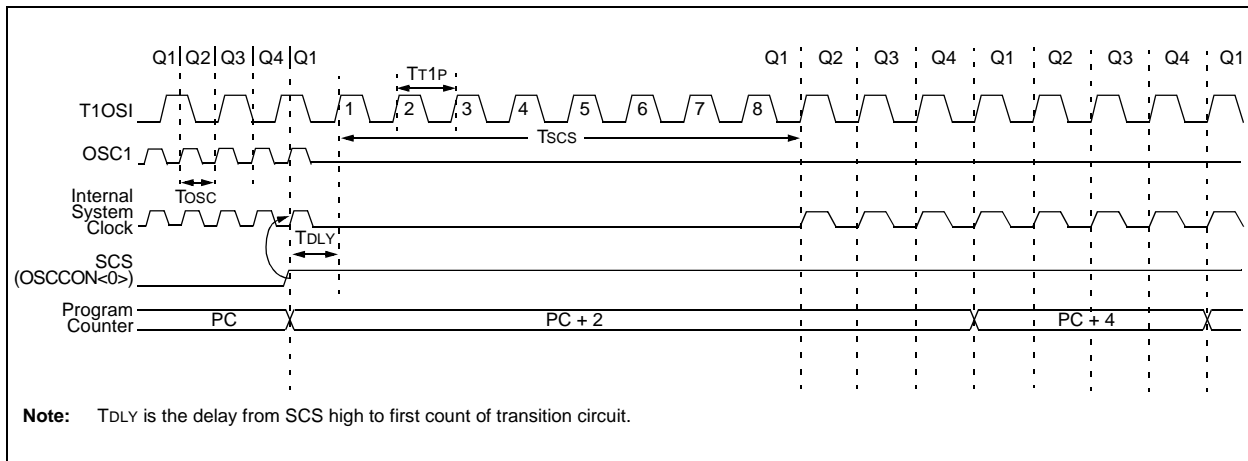 Q1 Q2 Q3 Q4 Q1 Q1 Q2 Q3 Q4 Q1 Q2 Q3 Q4 Q1
TT1P
T1OSI
1 2 3 4 5 6 7 8
TSCS
OSC1
TOSC
Internal
System
Clock
TDLY
SCS
(OSCCON<0>)
Program
Counter
PC PC + 2 PC + 4
Note: TDLY is the delay from SCS high to first count of transition circuit.